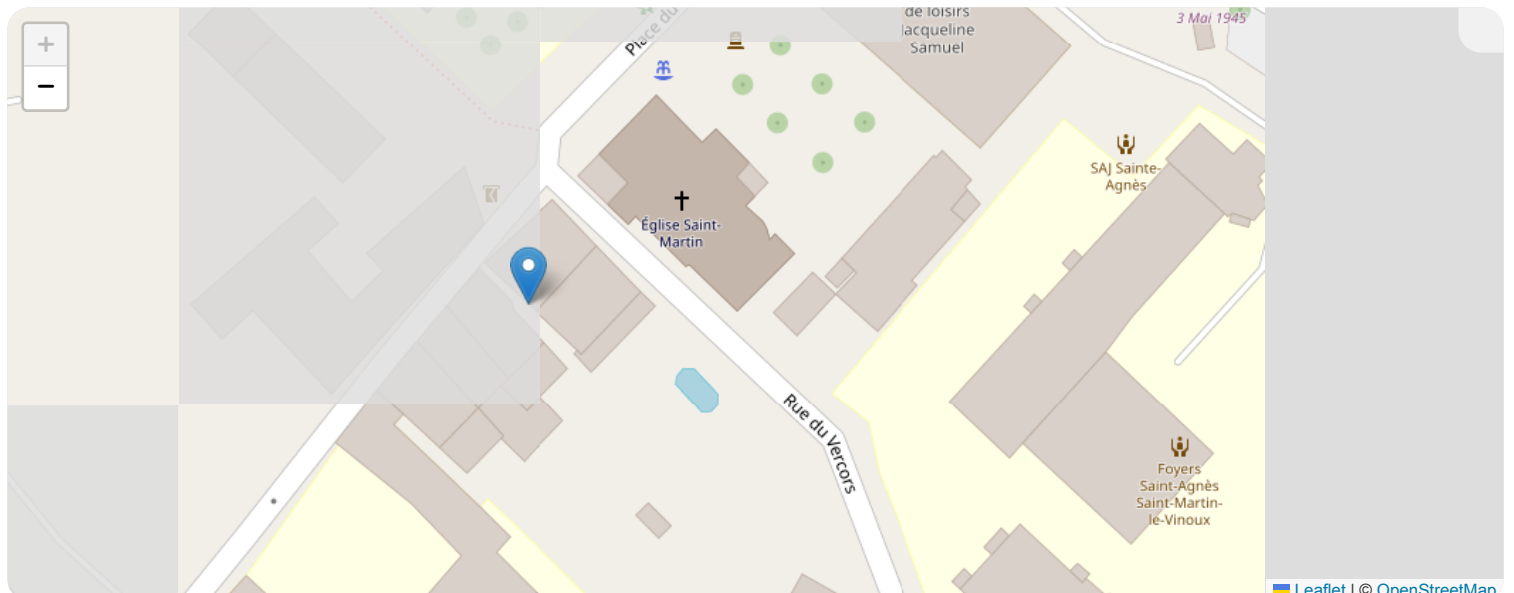 +
−
Place du
de loisirs
Jacqueline
Samuel
3 Mai 1945
SAJ Sainte-
Agnès
Église Saint-
Martin
Rue du Vercors
Foyers
Saint-Agnès
Saint-Martin-
le-Vinoux
Leaflet | © OpenStreetMap